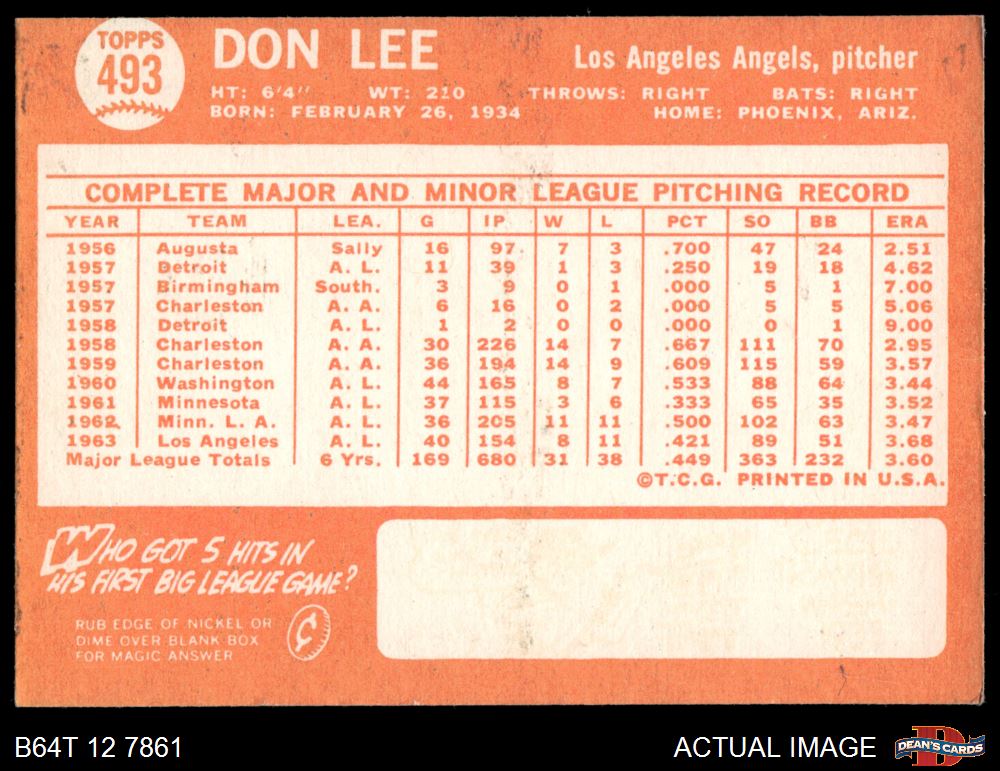 TOPPS
493
DON LEE
Los Angeles Angels, pitcher
HT: 6'4" WT: 210 THROWS: RIGHT BATS: RIGHT
BORN: FEBRUARY 26, 1934 HOME: PHOENIX, ARIZ.
COMPLETE MAJOR AND MINOR LEAGUE PITCHING RECORD
YEAR TEAM LEA. G IP W L PCT SO BB ERA
1956 Augusta Sally 16 97 7 3 .700 47 24 2.51
1957 Detroit A. L. 11 39 1 3 .250 19 18 4.62
1957 Birmingham South. 3 9 0 1 .000 5 1 7.00
1957 Charleston A. A. 6 16 0 2 .000 5 5 5.06
1958 Detroit A. L. 1 2 0 0 .000 0 1 9.00
1958 Charleston A. A. 30 226 14 7 .667 111 70 2.95
1959 Charleston A. A. 36 194 14 9 .609 115 59 3.57
1960 Washington A. L. 44 165 8 7 .533 88 64 3.44
1961 Minnesota A. L. 37 115 3 6 .333 65 35 3.52
1962 Minn. L. A. A. L. 36 205 11 11 .500 102 63 3.47
1963 Los Angeles A. L. 40 154 8 11 .421 89 51 3.68
Major League Totals 6 Yrs. 169 680 31 38 .449 363 232 3.60
©T.C.G. PRINTED IN U.S.A.
WHO GOT 5 HITS IN
HIS FIRST BIG LEAGUE GAME?
RUB EDGE OF NICKEL OR
DIME OVER BLANK BOX
FOR MAGIC ANSWER
¢
B64T 12 7861
ACTUAL IMAGE
D
DEAN'S CARDS